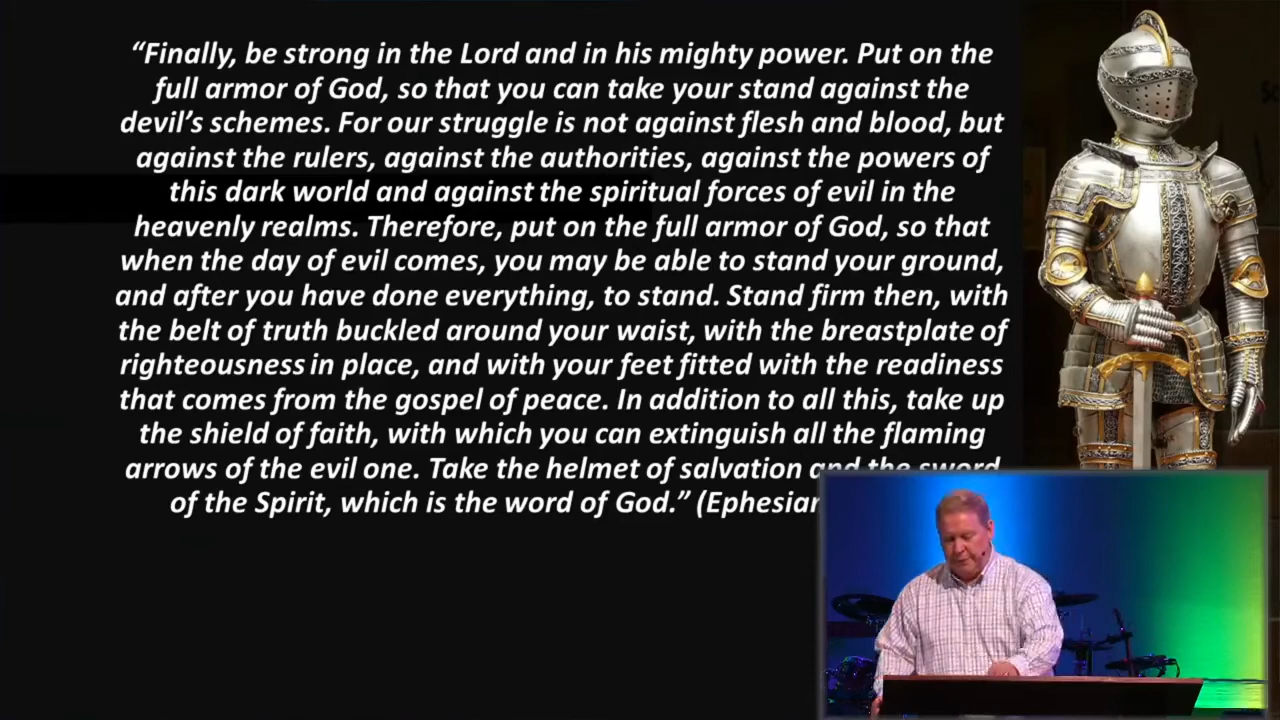 “Finally, be strong in the Lord and in his mighty power. Put on the
full armor of God, so that you can take your stand against the
devil’s schemes. For our struggle is not against flesh and blood, but
against the rulers, against the authorities, against the powers of
this dark world and against the spiritual forces of evil in the
heavenly realms. Therefore, put on the full armor of God, so that
when the day of evil comes, you may be able to stand your ground,
and after you have done everything, to stand. Stand firm then, with
the belt of truth buckled around your waist, with the breastplate of
righteousness in place, and with your feet fitted with the readiness
that comes from the gospel of peace. In addition to all this, take up
the shield of faith, with which you can extinguish all the flaming
arrows of the evil one. Take the helmet of salvation and the sword
of the Spirit, which is the word of God.”